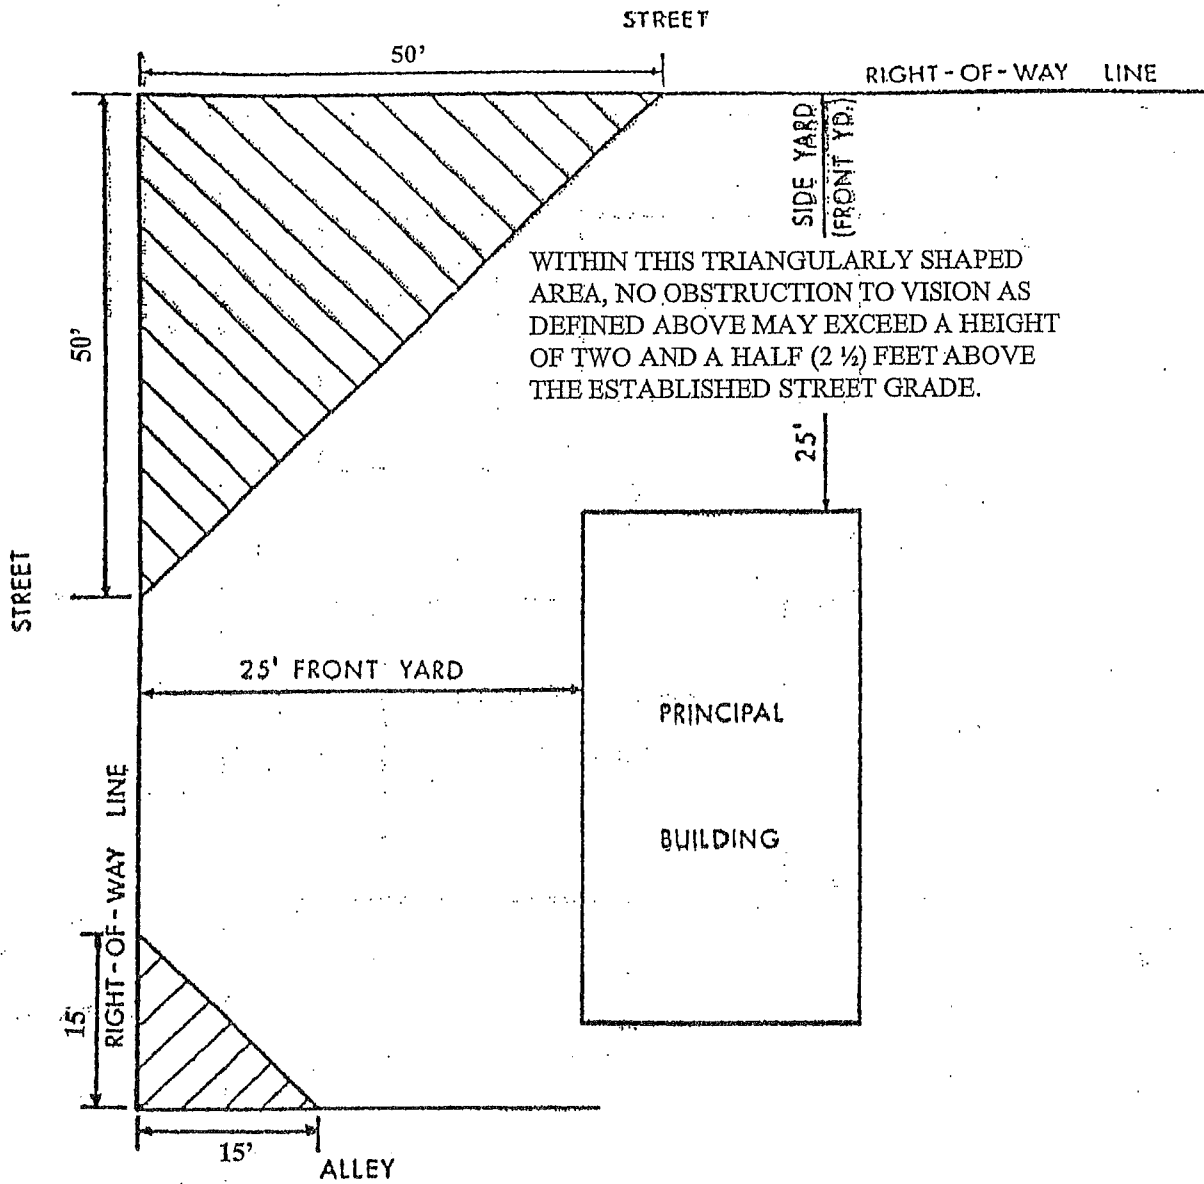 STREET
50'
RIGHT-OF-WAY LINE
SIDE YARD
(FRONT YD.)
WITHIN THIS TRIANGULARLY SHAPED
AREA, NO OBSTRUCTION TO VISION AS
DEFINED ABOVE MAY EXCEED A HEIGHT
OF TWO AND A HALF (2 ½) FEET ABOVE
THE ESTABLISHED STREET GRADE.
50'
25'
STREET
25' FRONT YARD
PRINCIPAL
BUILDING
RIGHT-OF-WAY LINE
15'
15'
ALLEY